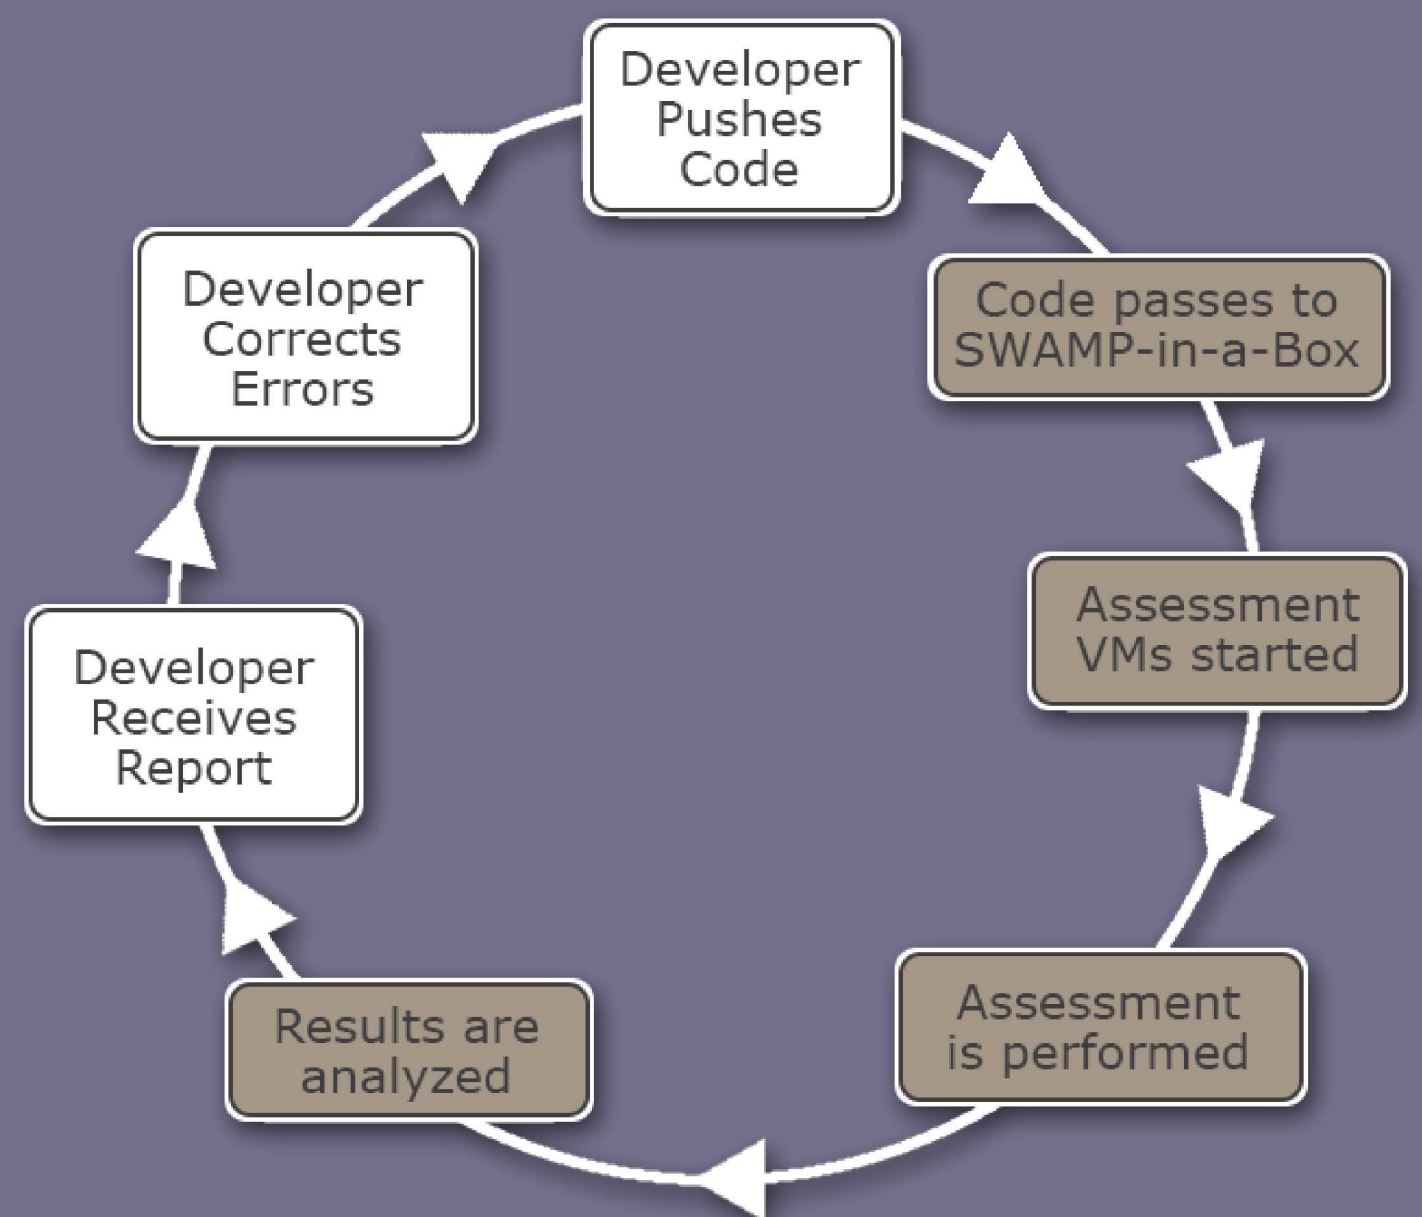 Developer
Pushes
Code
Code passes to
SWAMP-in-a-Box
Assessment
VMs started
Assessment
is performed
Results are
analyzed
Developer
Receives
Report
Developer
Corrects
Errors